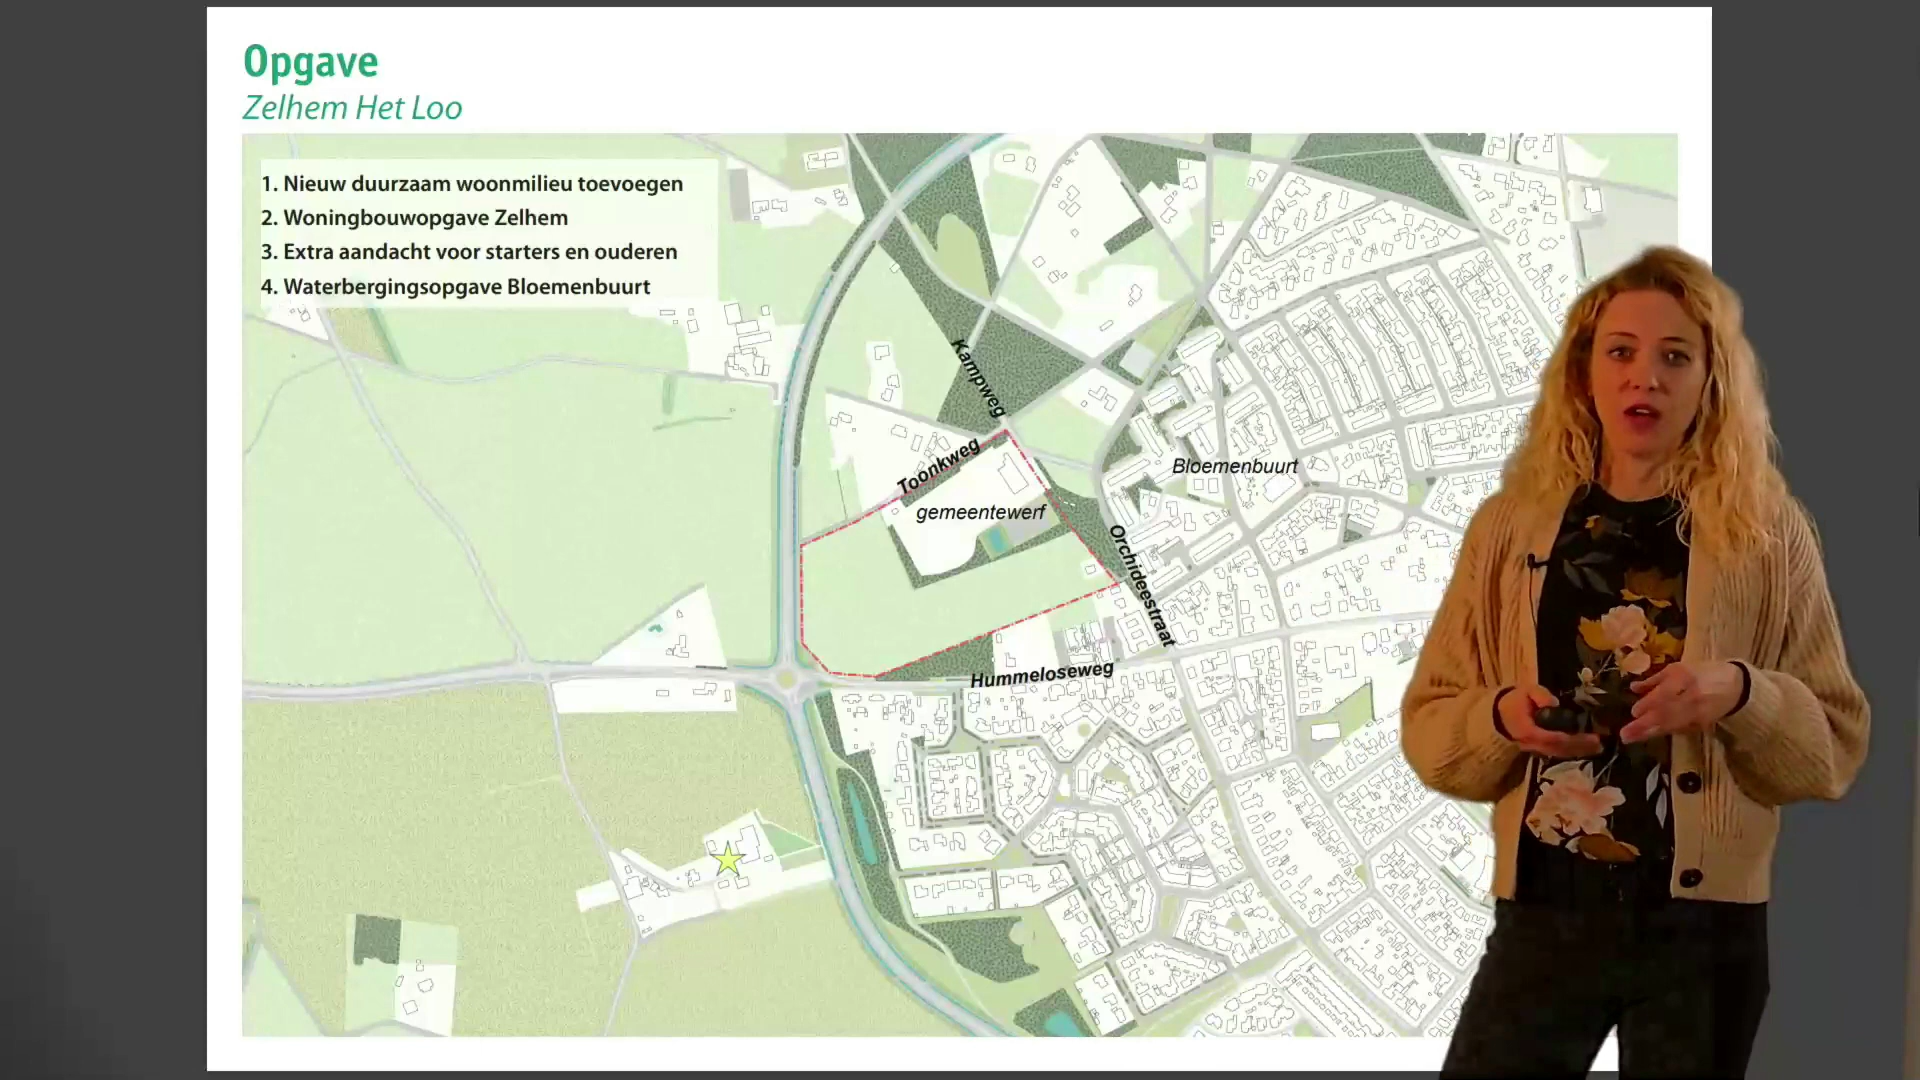 Opgave
Zelhem Het Loo
1. Nieuw duurzaam woonmilieu toevoegen
2. Woningbouwopgave Zelhem
3. Extra aandacht voor starters en ouderen
4. Waterbergingsopgave Bloemenbuurt
Kampweg
Toonkweg
Bloemenbuurt
gemeentewerf
Orchideestraat
Hummeloseweg